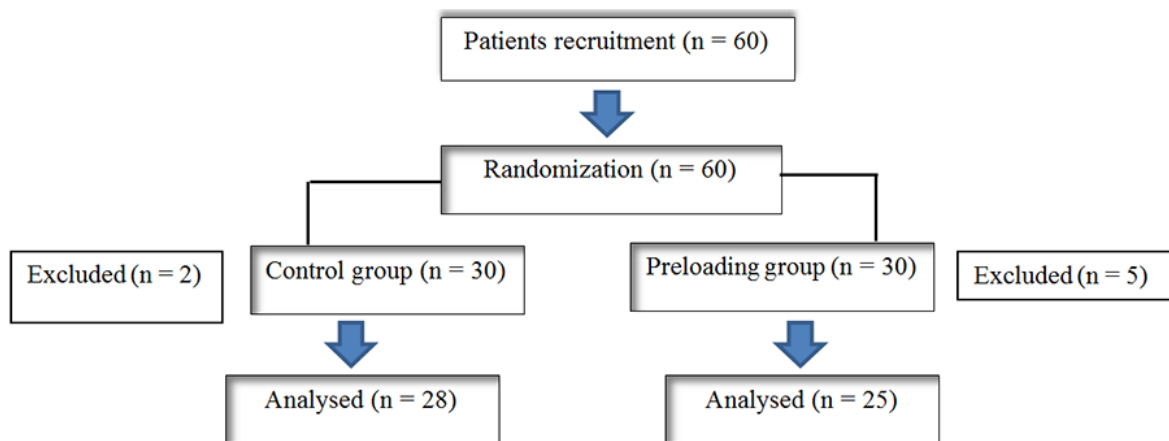 Patients recruitment (n = 60)
Randomization (n = 60)
Excluded (n = 2)
Control group (n = 30)
Preloading group (n = 30)
Excluded (n = 5)
Analysed (n = 28)
Analysed (n = 25)